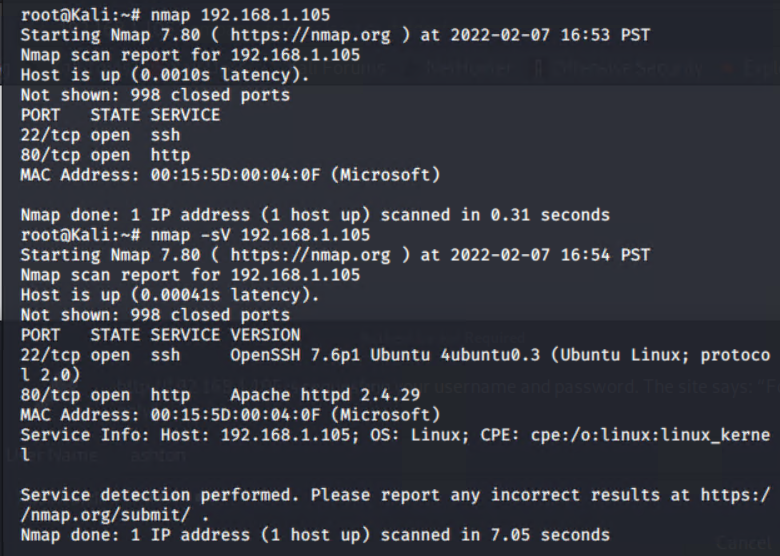 root@Kali:~# nmap 192.168.1.105
Starting Nmap 7.80 ( https://nmap.org ) at 2022-02-07 16:53 PST
Nmap scan report for 192.168.1.105
Host is up (0.0010s latency).
Not shown: 998 closed ports
PORT   STATE SERVICE
22/tcp open  ssh
80/tcp open  http
MAC Address: 00:15:5D:00:04:0F (Microsoft)

Nmap done: 1 IP address (1 host up) scanned in 0.31 seconds
root@Kali:~# nmap -sV 192.168.1.105
Starting Nmap 7.80 ( https://nmap.org ) at 2022-02-07 16:54 PST
Nmap scan report for 192.168.1.105
Host is up (0.00041s latency).
Not shown: 998 closed ports
PORT   STATE SERVICE VERSION
22/tcp open  ssh     OpenSSH 7.6p1 Ubuntu 4ubuntu0.3 (Ubuntu Linux; protoco
l 2.0)
username and password. The site says:
80/tcp open  http    Apache httpd 2.4.29
MAC Address: 00:15:5D:00:04:0F (Microsoft)
Service Info: Host: 192.168.1.105; OS: Linux; CPE: cpe:/o:linux:linux_kerne
l
User Name ashton

Service detection performed. Please report any incorrect results at https:/
/nmap.org/submit/ .
Nmap done: 1 IP address (1 host up) scanned in 7.05 seconds
Cancel